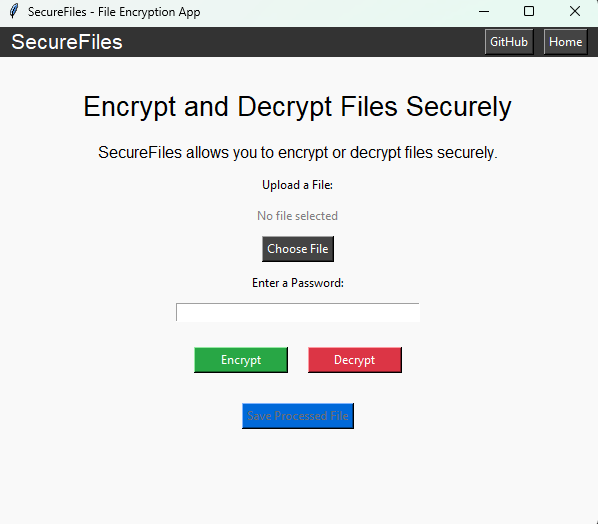 SecureFiles - File Encryption App
SecureFiles GitHub Home
Encrypt and Decrypt Files Securely
SecureFiles allows you to encrypt or decrypt files securely.
Upload a File:
No file selected
Choose File
Enter a Password:
Encrypt Decrypt
Save Processed File